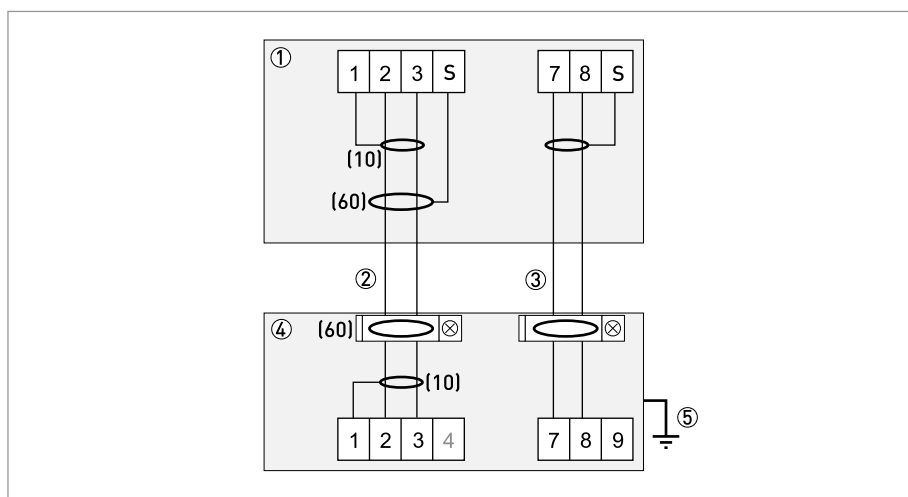 ①
1 2 3 S
7 8 S
(10)
(60)
②
③
④
(60)
(10)
⑤
1 2 3 4
7 8 9